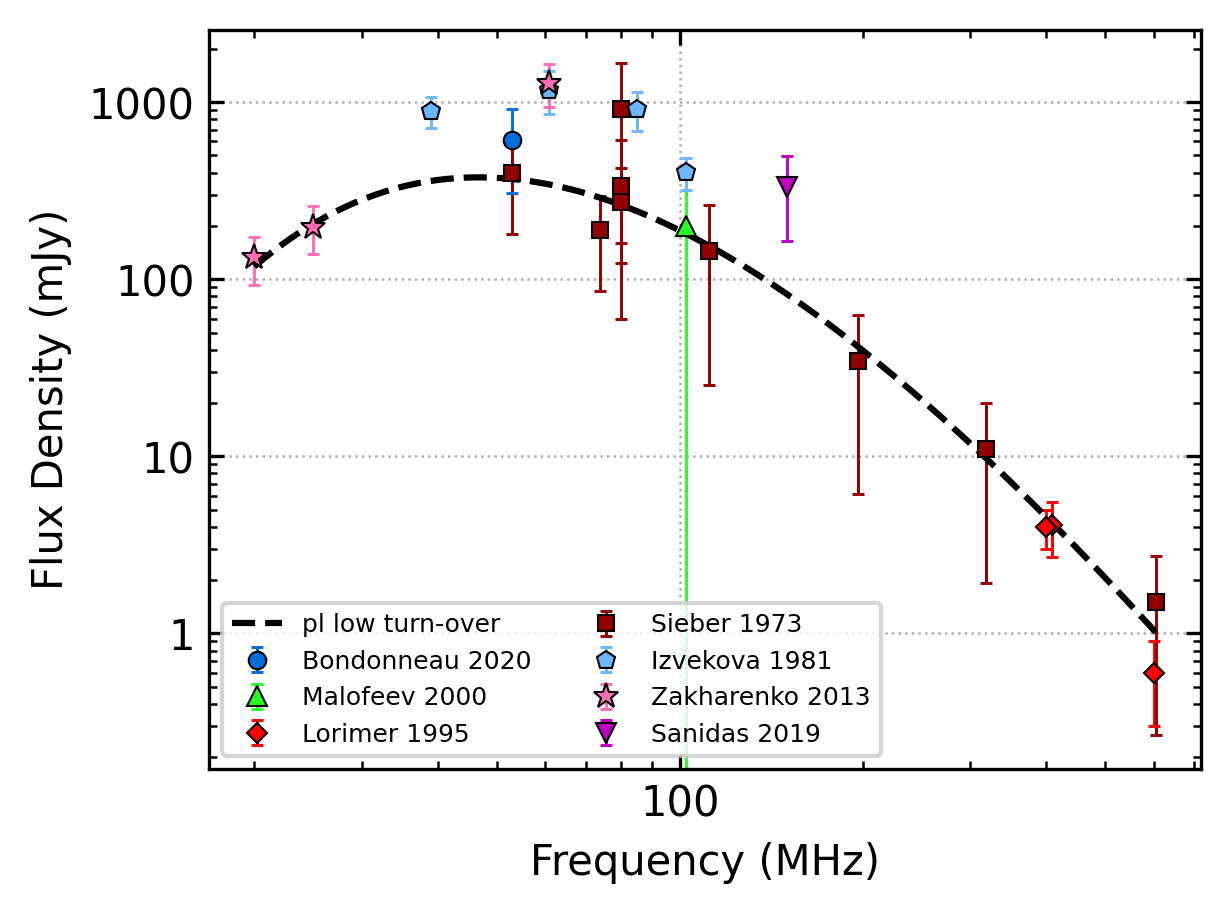 Flux Density (mJy)
1000
100
10
1
pl low turn-over
Bondonneau 2020
Malofeev 2000
Lorimer 1995
Sieber 1973
Izvekova 1981
Zakharenko 2013
Sanidas 2019
100
Frequency (MHz)